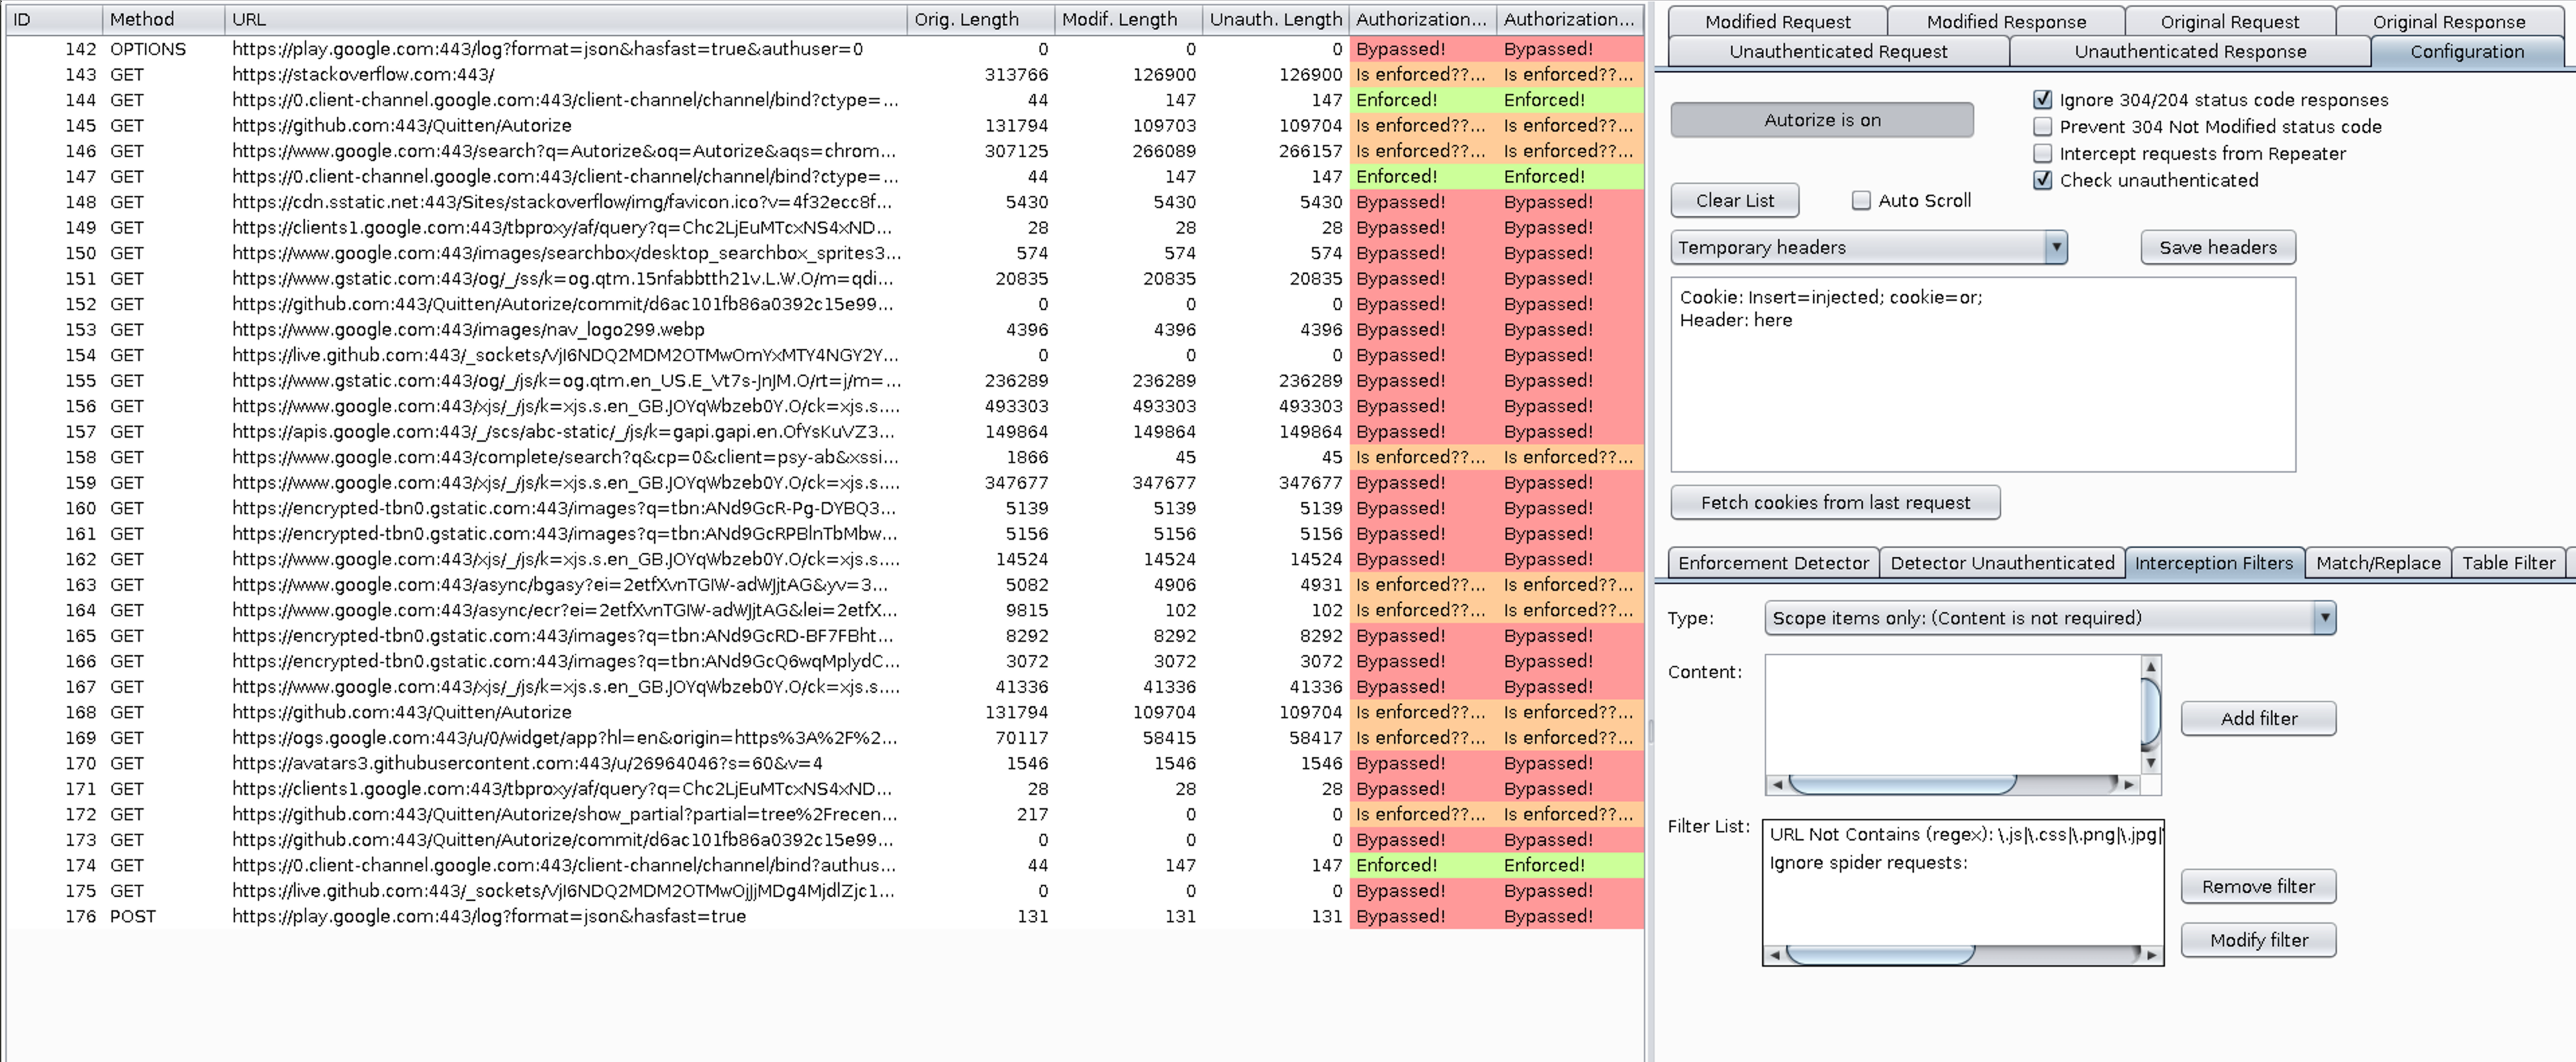 ID Method URL Orig. Length Modif. Length Unauth. Length Authorization... Authorization...
142 OPTIONS https://play.google.com:443/log?format=json&hasfast=true&authuser=0 0 0 0 Bypassed! Bypassed!
143 GET https://stackoverflow.com:443/ 313766 126900 126900 Is enforced??... Is enforced??...
144 GET https://0.client-channel.google.com:443/client-channel/channel/bind?ctype=... 44 147 147 Enforced! Enforced!
145 GET https://github.com:443/Quitten/Autorize 131794 109703 109704 Is enforced??... Is enforced??...
146 GET https://www.google.com:443/search?q=Autorize&oq=Autorize&aqs=chrom... 307125 266089 266157 Is enforced??... Is enforced??...
147 GET https://0.client-channel.google.com:443/client-channel/channel/bind?ctype=... 44 147 147 Enforced! Enforced!
148 GET https://cdn.sstatic.net:443/Sites/stackoverflow/img/favicon.ico?v=4f32ecc8f... 5430 5430 5430 Bypassed! Bypassed!
149 GET https://clients1.google.com:443/tbproxy/af/query?q=Chc2LjEuMTcxNS4xND... 28 28 28 Bypassed! Bypassed!
150 GET https://www.google.com:443/images/searchbox/desktop_searchbox_sprites3... 574 574 574 Bypassed! Bypassed!
151 GET https://www.gstatic.com:443/og/_/ss/k=og.qtm.15nfabbtth21v.L.W.O/m=qdi... 20835 20835 20835 Bypassed! Bypassed!
152 GET https://github.com:443/Quitten/Autorize/commit/d6ac101fb86a0392c15e99... 0 0 0 Bypassed! Bypassed!
153 GET https://www.google.com:443/images/nav_logo299.webp 4396 4396 4396 Bypassed! Bypassed!
154 GET https://live.github.com:443/_sockets/VjI6NDQ2MDM2OTMwOmYxMTY4NGY2Y... 0 0 0 Bypassed! Bypassed!
155 GET https://www.gstatic.com:443/og/_/js/k=og.qtm.en_US.E_Vt7s-JnJM.O/rt=j/m=... 236289 236289 236289 Bypassed! Bypassed!
156 GET https://www.google.com:443/xjs/_/js/k=xjs.s.en_GB.JOYqWbzeb0Y.O/ck=xjs.s.... 493303 493303 493303 Bypassed! Bypassed!
157 GET https://apis.google.com:443/_/scs/abc-static/_/js/k=gapi.gapi.en.OfYsKuVZ3... 149864 149864 149864 Bypassed! Bypassed!
158 GET https://www.google.com:443/complete/search?q&cp=0&client=psy-ab&xssi... 1866 45 45 Is enforced??... Is enforced??...
159 GET https://www.google.com:443/xjs/_/js/k=xjs.s.en_GB.JOYqWbzeb0Y.O/ck=xjs.s.... 347677 347677 347677 Bypassed! Bypassed!
160 GET https://encrypted-tbn0.gstatic.com:443/images?q=tbn:ANd9GcR-Pg-DYBQ3... 5139 5139 5139 Bypassed! Bypassed!
161 GET https://encrypted-tbn0.gstatic.com:443/images?q=tbn:ANd9GcRPBlnTbMbw... 5156 5156 5156 Bypassed! Bypassed!
162 GET https://www.google.com:443/xjs/_/js/k=xjs.s.en_GB.JOYqWbzeb0Y.O/ck=xjs.s.... 14524 14524 14524 Bypassed! Bypassed!
163 GET https://www.google.com:443/async/bgasy?ei=2etfXvnTGIW-adWJjtAG&yv=3... 5082 4906 4931 Is enforced??... Is enforced??...
164 GET https://www.google.com:443/async/ecr?ei=2etfXvnTGIW-adWJjtAG&lei=2etfX... 9815 102 102 Is enforced??... Is enforced??...
165 GET https://encrypted-tbn0.gstatic.com:443/images?q=tbn:ANd9GcRD-BF7FBht... 8292 8292 8292 Bypassed! Bypassed!
166 GET https://encrypted-tbn0.gstatic.com:443/images?q=tbn:ANd9GcQ6wqMplydC... 3072 3072 3072 Bypassed! Bypassed!
167 GET https://www.google.com:443/xjs/_/js/k=xjs.s.en_GB.JOYqWbzeb0Y.O/ck=xjs.s.... 41336 41336 41336 Bypassed! Bypassed!
168 GET https://github.com:443/Quitten/Autorize 131794 109704 109704 Is enforced??... Is enforced??...
169 GET https://ogs.google.com:443/u/0/widget/app?hl=en&origin=https%3A%2F%2... 70117 58415 58417 Is enforced??... Is enforced??...
170 GET https://avatars3.githubusercontent.com:443/u/26964046?s=60&v=4 1546 1546 1546 Bypassed! Bypassed!
171 GET https://clients1.google.com:443/tbproxy/af/query?q=Chc2LjEuMTcxNS4xND... 28 28 28 Bypassed! Bypassed!
172 GET https://github.com:443/Quitten/Autorize/show_partial?partial=tree%2Frecen... 217 0 0 Is enforced??... Is enforced??...
173 GET https://github.com:443/Quitten/Autorize/commit/d6ac101fb86a0392c15e99... 0 0 0 Bypassed! Bypassed!
174 GET https://0.client-channel.google.com:443/client-channel/channel/bind?authus... 44 147 147 Enforced! Enforced!
175 GET https://live.github.com:443/_sockets/VjI6NDQ2MDM2OTMwOjJjMDg4MjdlZjc1... 0 0 0 Bypassed! Bypassed!
176 POST https://play.google.com:443/log?format=json&hasfast=true 131 131 131 Bypassed! Bypassed!
Modified Request Modified Response Original Request Original Response
Unauthenticated Request Unauthenticated Response Configuration
Autorize is on
Ignore 304/204 status code responses
Prevent 304 Not Modified status code
Intercept requests from Repeater
Check unauthenticated
Clear List Auto Scroll
Temporary headers Save headers
Cookie: Insert=injected; cookie=or;
Header: here
Fetch cookies from last request
Enforcement Detector Detector Unauthenticated Interception Filters Match/Replace Table Filter
Type: Scope items only: (Content is not required)
Content:
Add filter
Filter List: URL Not Contains (regex): \.js|\.css|\.png|\.jpg|
Ignore spider requests:
Remove filter
Modify filter